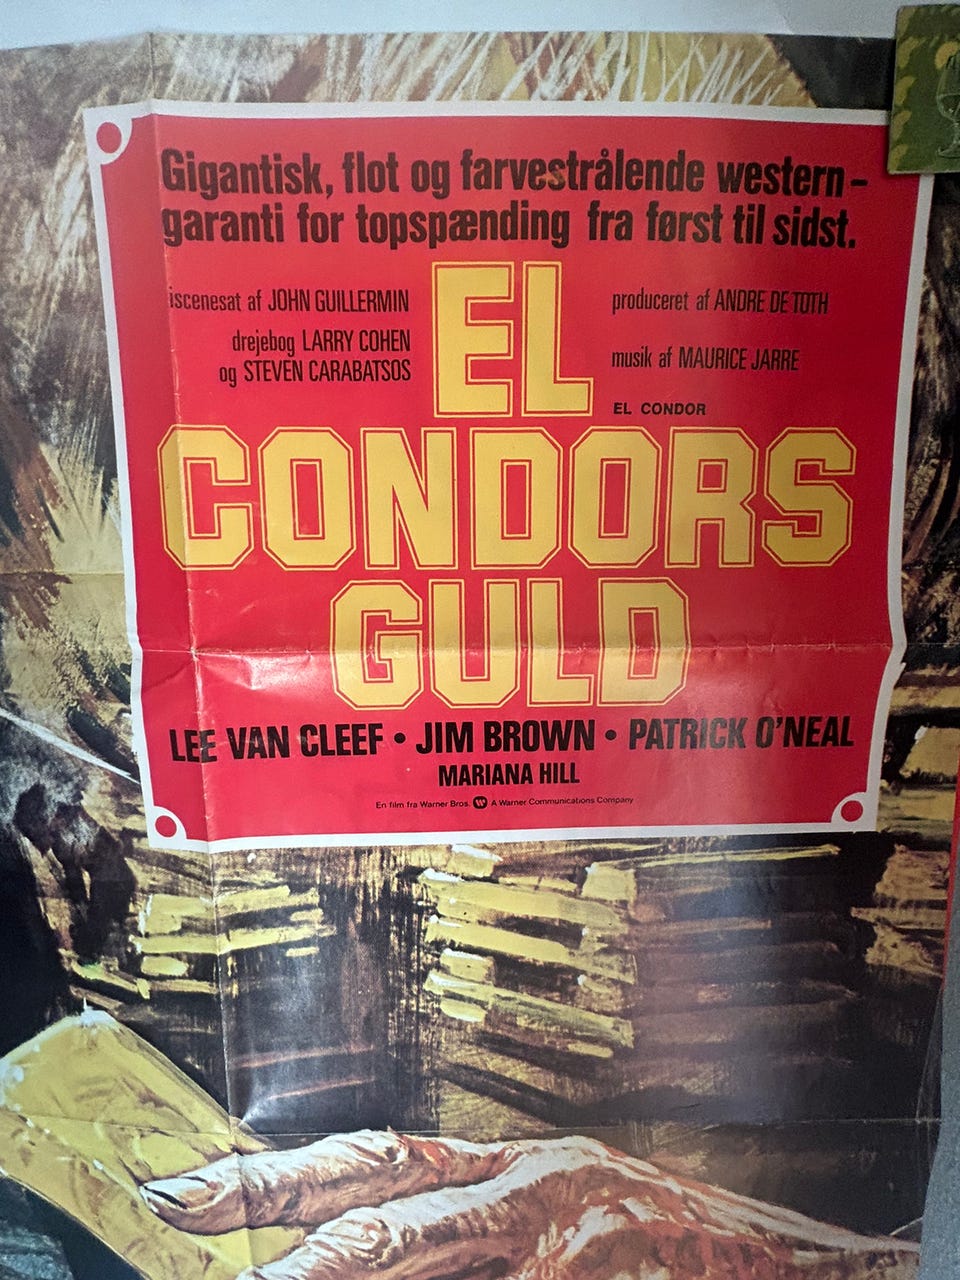 Gigantisk, flot og farvestrålende western-
garanti for topspænding fra først til sidst.
iscenesat af JOHN GUILLERMIN
drejebog LARRY COHEN
og STEVEN CARABATSOS
produceret af ANDRE DE TOTH
musik af MAURICE JARRE
EL
EL CONDOR
CONDORS
GULD
LEE VAN CLEEF • JIM BROWN • PATRICK O'NEAL
MARIANA HILL
En film fra Warner Bros. W A Warner Communications Company